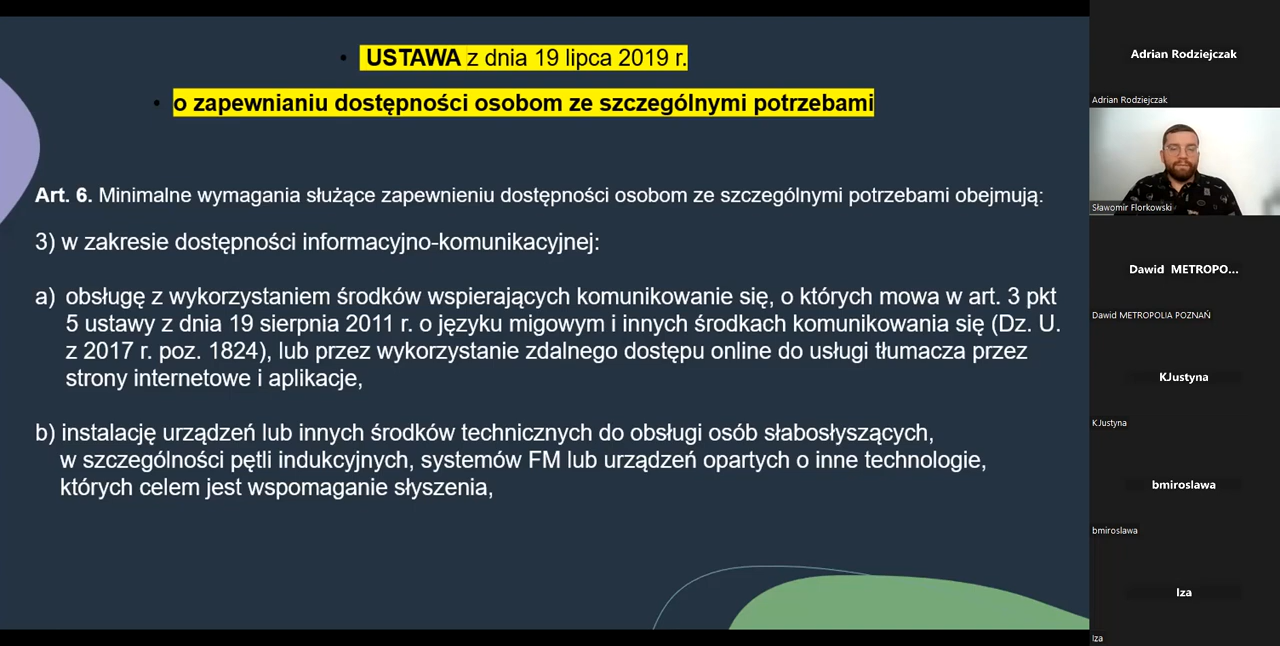 • USTAWA z dnia 19 lipca 2019 r.
• o zapewnianiu dostępności osobom ze szczególnymi potrzebami
Art. 6. Minimalne wymagania służące zapewnieniu dostępności osobom ze szczególnymi potrzebami obejmują:
3) w zakresie dostępności informacyjno-komunikacyjnej:
a) obsługę z wykorzystaniem środków wspierających komunikowanie się, o których mowa w art. 3 pkt
5 ustawy z dnia 19 sierpnia 2011 r. o języku migowym i innych środkach komunikowania się (Dz. U.
z 2017 r. poz. 1824), lub przez wykorzystanie zdalnego dostępu online do usługi tłumacza przez
strony internetowe i aplikacje,
b) instalację urządzeń lub innych środków technicznych do obsługi osób słabosłyszących,
w szczególności pętli indukcyjnych, systemów FM lub urządzeń opartych o inne technologie,
których celem jest wspomaganie słyszenia,
Adrian Rodziejczak
Adrian Rodziejczak
Sławomir Florkowski
Dawid METROPO...
Dawid METROPOLIA POZNAŃ
KJustyna
KJustyna
bmiroslawa
bmiroslawa
Iza
Iza